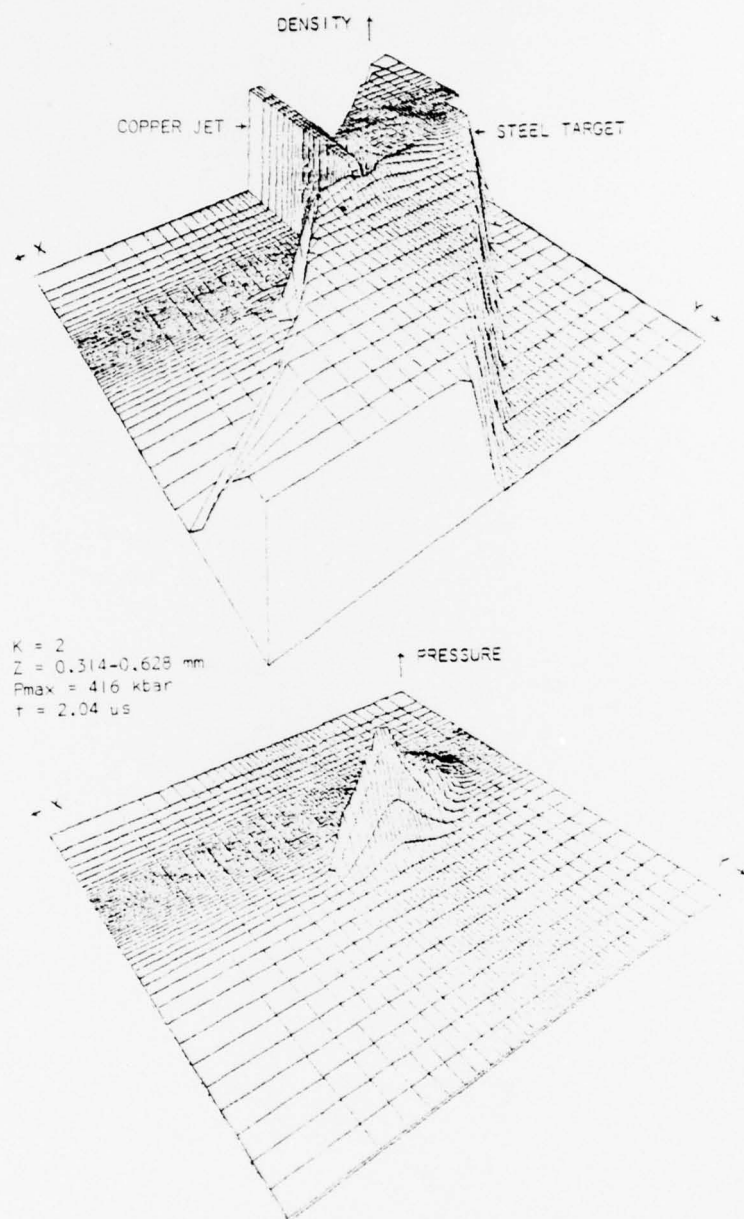 DENSITY ↑
COPPER JET →
← STEEL TARGET
← X
Y →
K = 2
Z = 0.314-0.628 mm
Pmax = 416 kbar
t = 2.04 us
↑ PRESSURE
← X